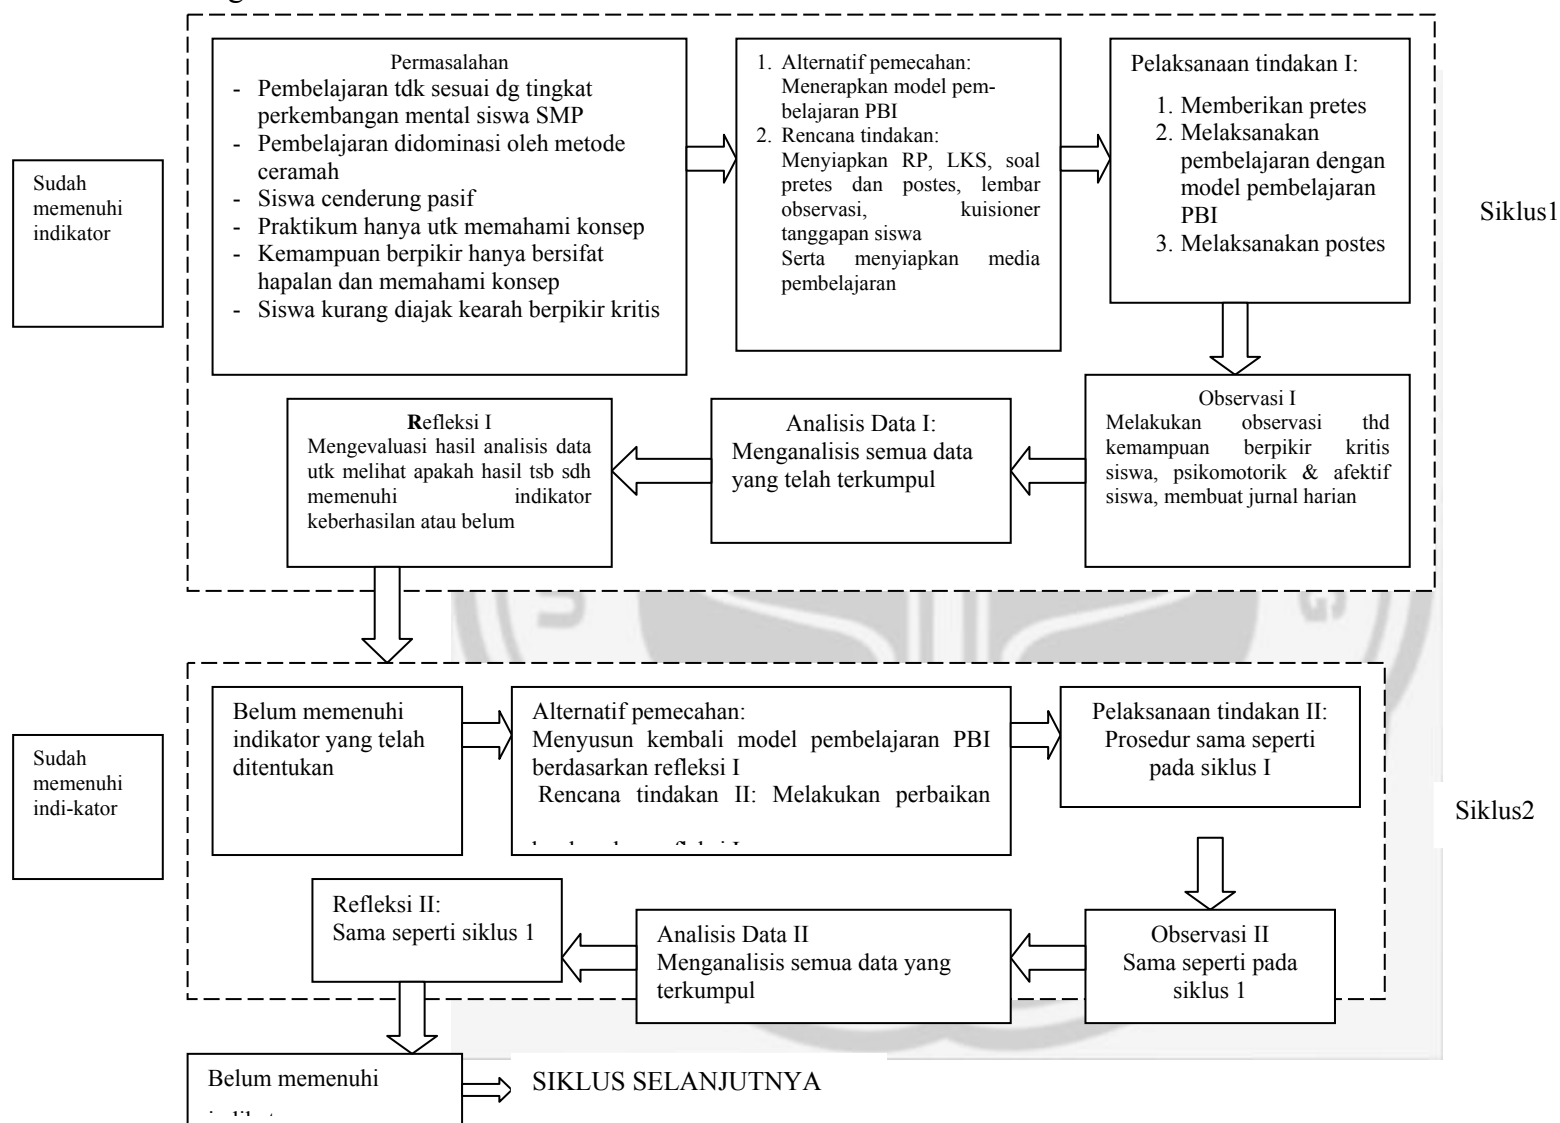 Permasalahan
- Pembelajaran tdk sesuai dg tingkat
perkembangan mental siswa SMP
- Pembelajaran didominasi oleh metode
ceramah
- Siswa cenderung pasif
- Praktikum hanya utk memahami konsep
- Kemampuan berpikir hanya bersifat
hapalan dan memahami konsep
- Siswa kurang diajak kearah berpikir kritis
1. Alternatif pemecahan:
Menerapkan model pem-
belajaran PBI
2. Rencana tindakan:
Menyiapkan RP, LKS, soal
pretes dan postes, lembar
observasi, kuisioner
tanggapan siswa
Serta menyiapkan media
pembelajaran
Pelaksanaan tindakan I:
1. Memberikan pretes
2. Melaksanakan
pembelajaran dengan
model pembelajaran
PBI
3. Melaksanakan postes
Sudah
memenuhi
indikator
Siklus1
Observasi I
Melakukan observasi thd
kemampuan berpikir kritis
siswa, psikomotorik & afektif
siswa, membuat jurnal harian
Analisis Data I:
Menganalisis semua data
yang telah terkumpul
Refleksi I
Mengevaluasi hasil analisis data
utk melihat apakah hasil tsb sdh
memenuhi indikator
keberhasilan atau belum
Belum memenuhi
indikator yang telah
ditentukan
Alternatif pemecahan:
Menyusun kembali model pembelajaran PBI
berdasarkan refleksi I
Rencana tindakan II: Melakukan perbaikan
Pelaksanaan tindakan II:
Prosedur sama seperti
pada siklus I
Sudah
memenuhi
indi-kator
Siklus2
Observasi II
Sama seperti pada
siklus 1
Analisis Data II
Menganalisis semua data yang
terkumpul
Refleksi II:
Sama seperti siklus 1
Belum memenuhi
SIKLUS SELANJUTNYA